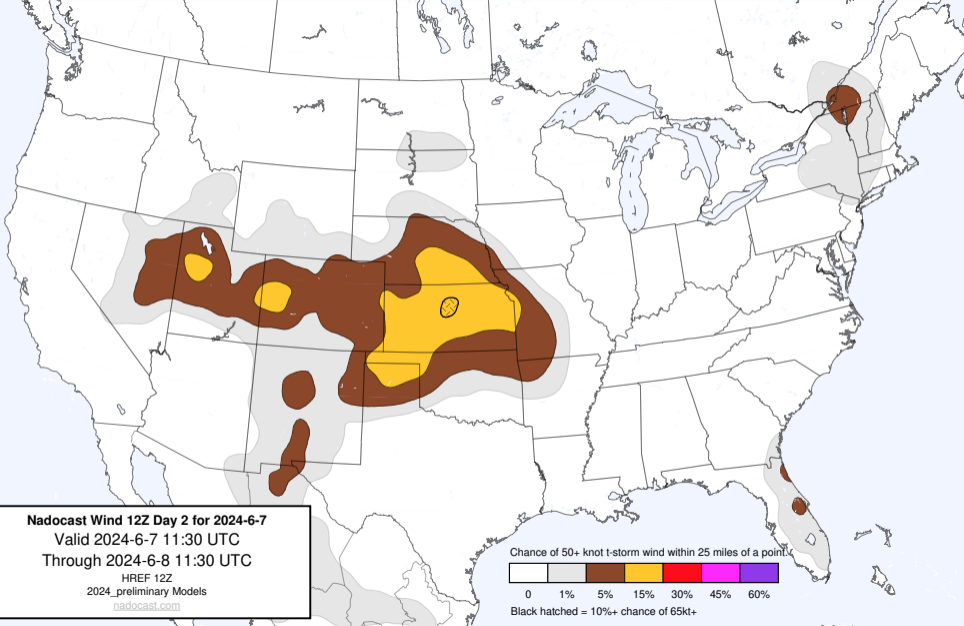 Nadocast Wind 12Z Day 2 for 2024-6-7
Valid 2024-6-7 11:30 UTC
Through 2024-6-8 11:30 UTC
HREF 12Z
2024_preliminary Models
nadocast.com
Chance of 50+ knot t-storm wind within 25 miles of a point.
0 1% 5% 15% 30% 45% 60%
Black hatched = 10%+ chance of 65kt+